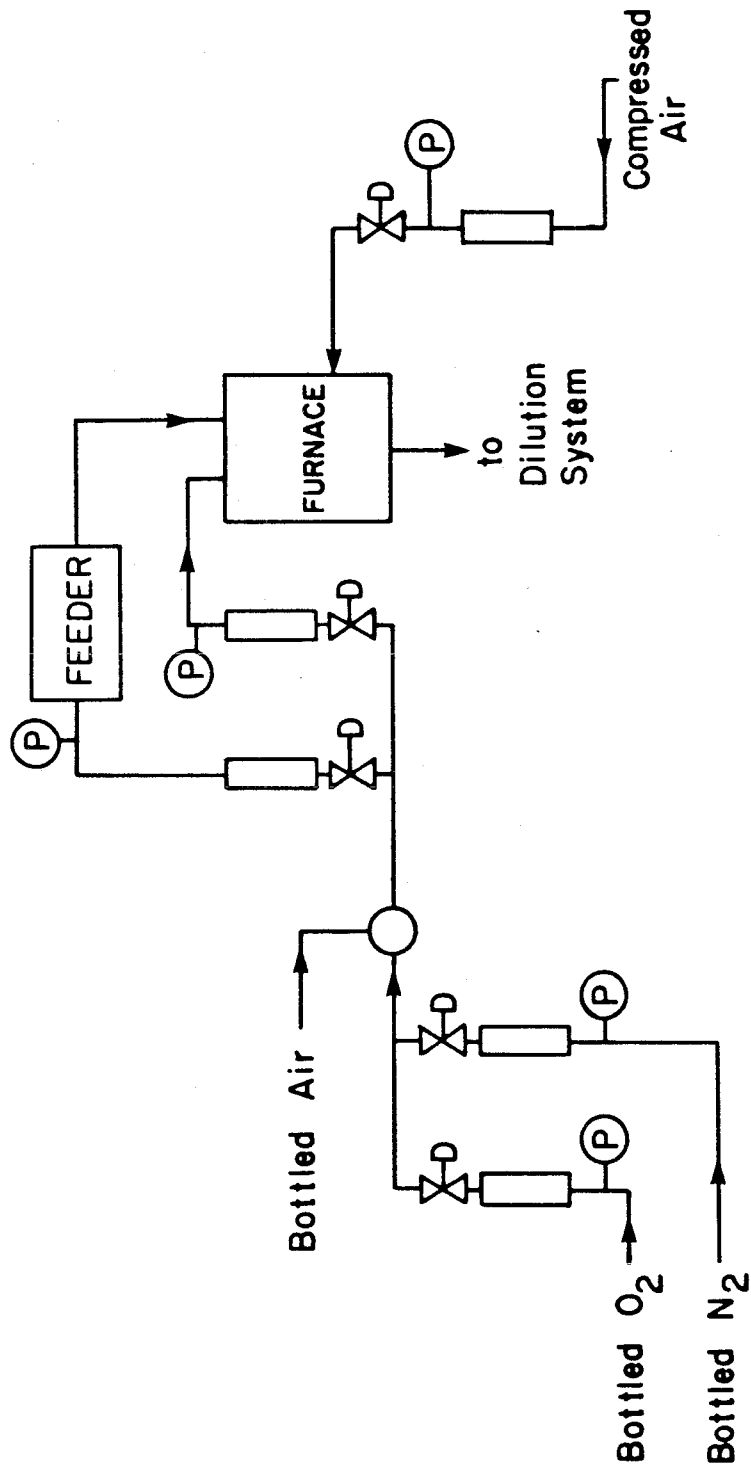 P
FEEDER
P
D
D
FURNACE
D
P
to
Dilution
System
Compressed
Air
Bottled Air
D
D
P
P
Bottled O2
Bottled N2